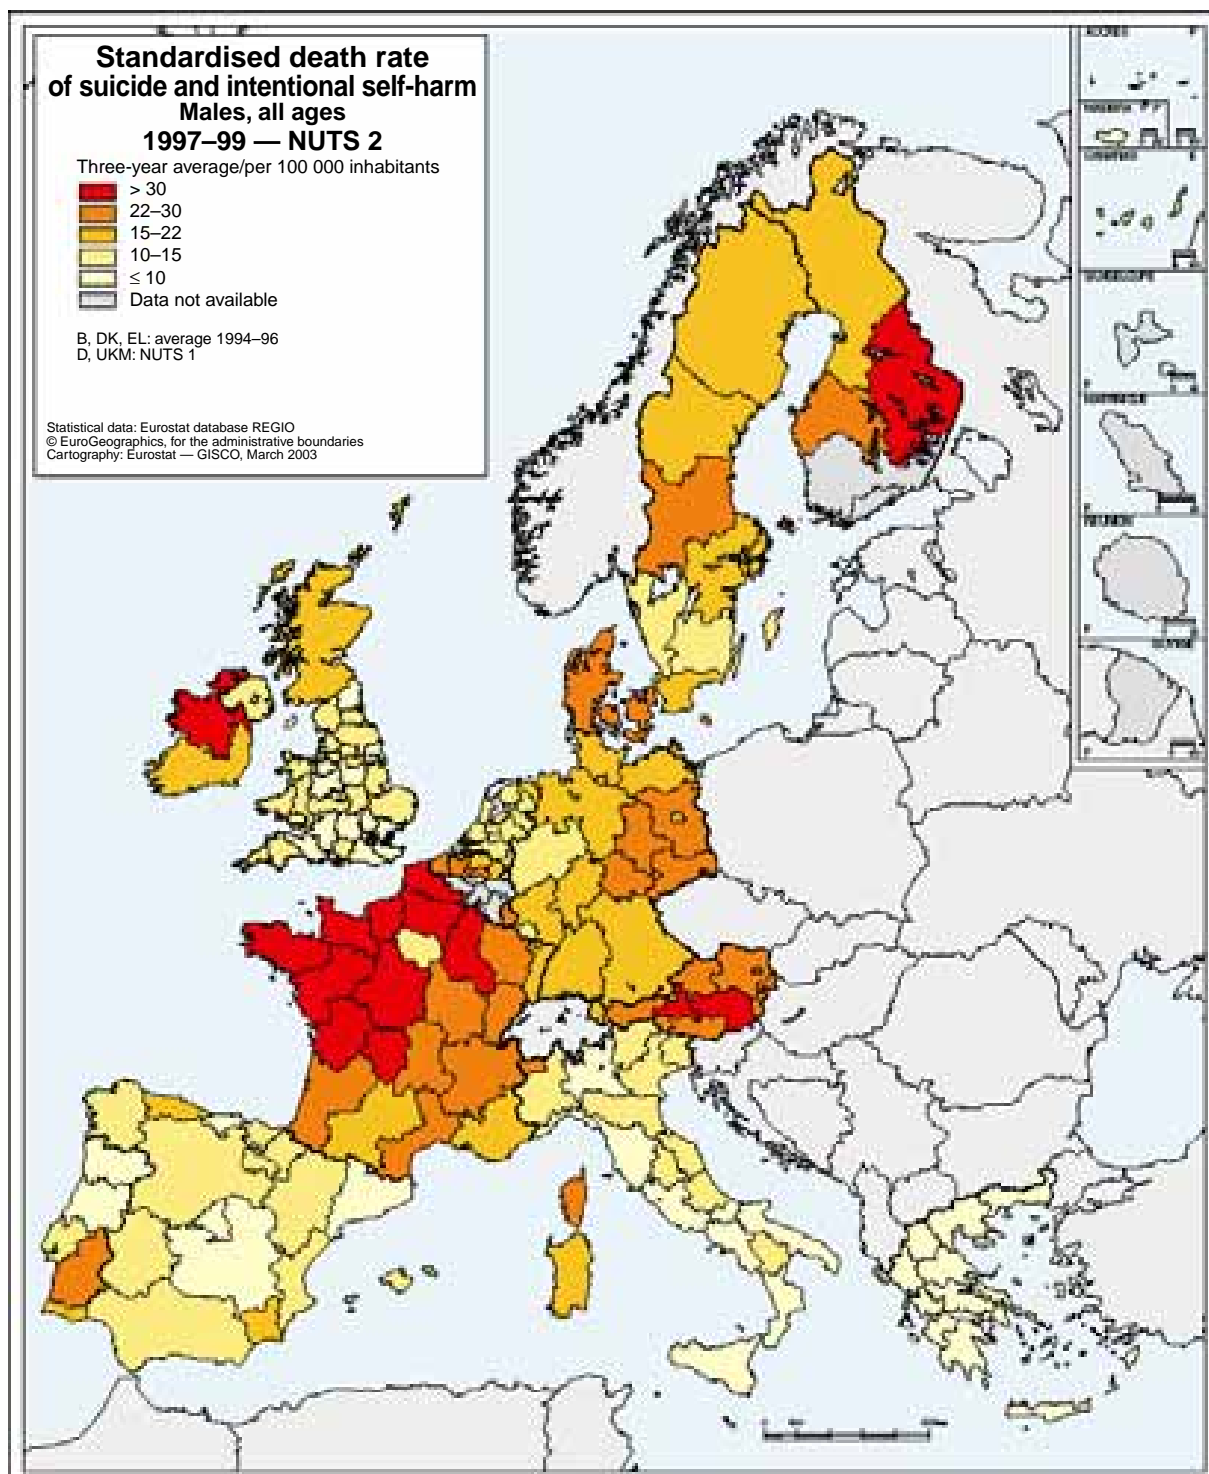 Standardised death rate
of suicide and intentional self-harm
Males, all ages
1997–99 — NUTS 2
Three-year average/per 100 000 inhabitants
> 30
22–30
15–22
10–15
≤ 10
Data not available
B, DK, EL: average 1994–96
D, UKM: NUTS 1
Statistical data: Eurostat database REGIO
© EuroGeographics, for the administrative boundaries
Cartography: Eurostat — GISCO, March 2003